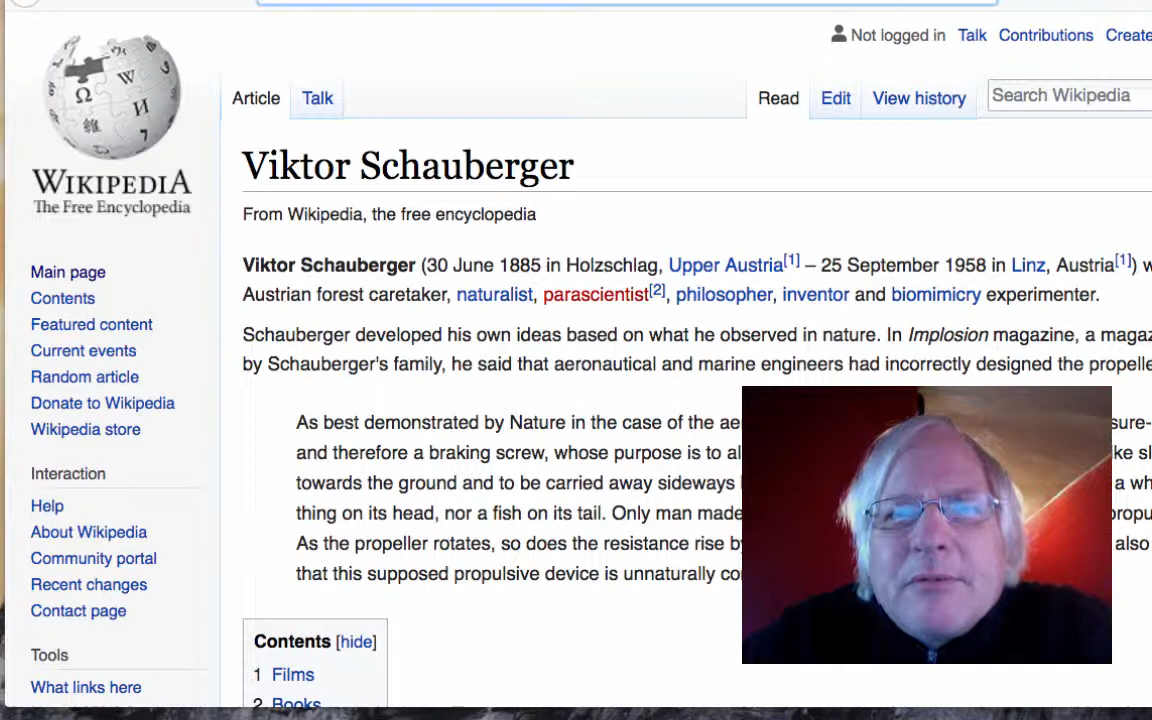 Not logged in Talk Contributions Create
Article Talk Read Edit View history Search Wikipedia
WIKIPEDIA
The Free Encyclopedia
Main page
Contents
Featured content
Current events
Random article
Donate to Wikipedia
Wikipedia store
Interaction
Help
About Wikipedia
Community portal
Recent changes
Contact page
Tools
What links here
Viktor Schauberger
From Wikipedia, the free encyclopedia
Viktor Schauberger (30 June 1885 in Holzschlag, Upper Austria[1] – 25 September 1958 in Linz, Austria[1]) w
Austrian forest caretaker, naturalist, parascientist[2], philosopher, inventor and biomimicry experimenter.
Schauberger developed his own ideas based on what he observed in nature. In Implosion magazine, a magaz
by Schauberger's family, he said that aeronautical and marine engineers had incorrectly designed the propelle
As best demonstrated by Nature in the case of the ae sure-
and therefore a braking screw, whose purpose is to al ke sl
towards the ground and to be carried away sideways a wh
thing on its head, nor a fish on its tail. Only man made propu
As the propeller rotates, so does the resistance rise by also
that this supposed propulsive device is unnaturally co
Contents [hide]
1 Films
2 Books